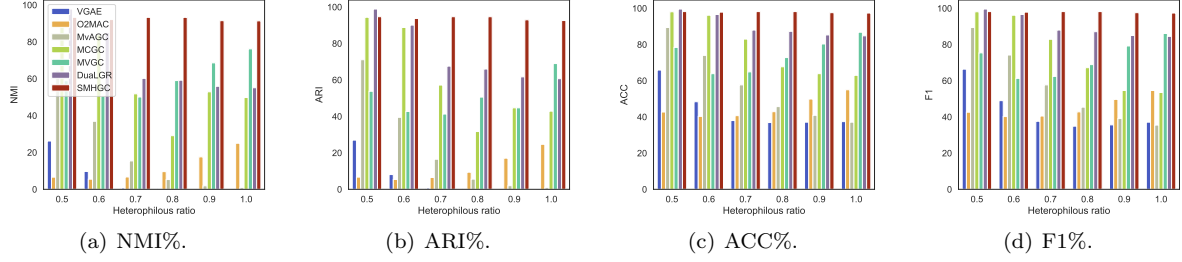 100
80
60
40
20
0
NMI
VGAE
O2MAC
MvAGC
MCGC
MVGC
DuaLGR
SMHGC
0.5 0.6 0.7 0.8 0.9 1.0
Heterophilous ratio
(a) NMI%.
100
80
60
40
20
0
ARI
0.5 0.6 0.7 0.8 0.9 1.0
Heterophilous ratio
(b) ARI%.
100
80
60
40
20
0
ACC
0.5 0.6 0.7 0.8 0.9 1.0
Heterophilous ratio
(c) ACC%.
100
80
60
40
20
0
F1
0.5 0.6 0.7 0.8 0.9 1.0
Heterophilous ratio
(d) F1%.